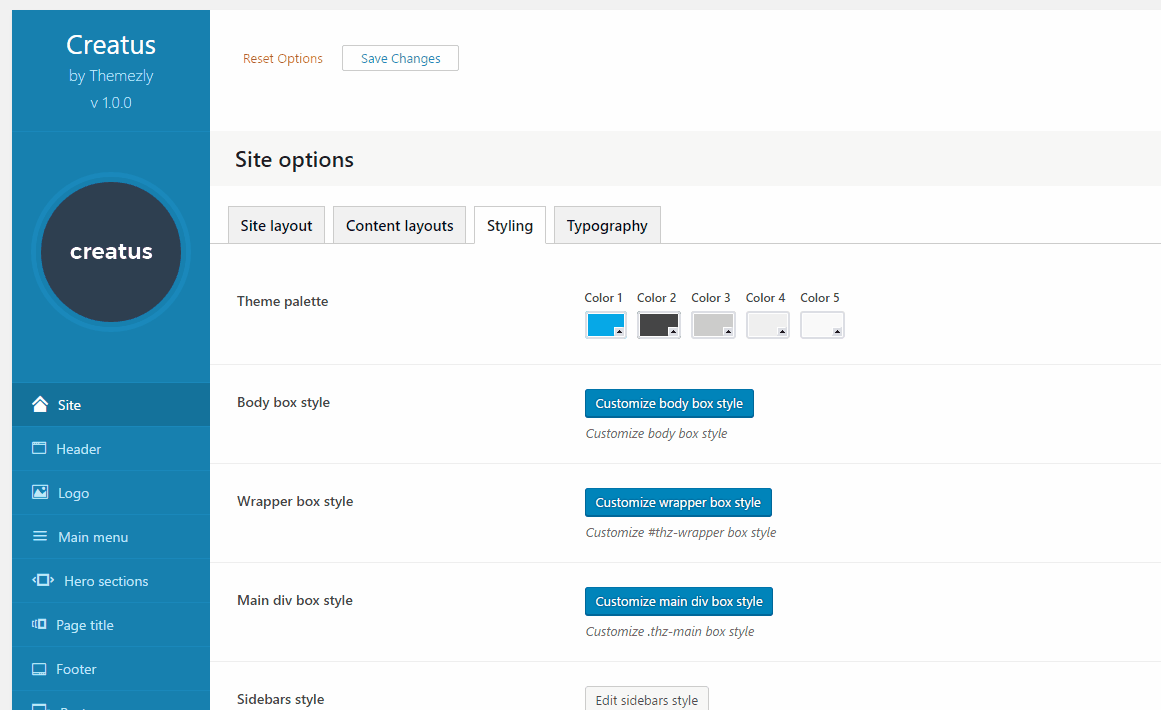 Creatus
by Themezly
v 1.0.0
creatus
Site
Header
Logo
Main menu
Hero sections
Page title
Footer
Reset Options
Save Changes
Site options
Site layout
Content layouts
Styling
Typography
Theme palette
Color 1 Color 2 Color 3 Color 4 Color 5
Body box style
Customize body box style
Customize body box style
Wrapper box style
Customize wrapper box style
Customize #thz-wrapper box style
Main div box style
Customize main div box style
Customize .thz-main box style
Sidebars style
Edit sidebars style